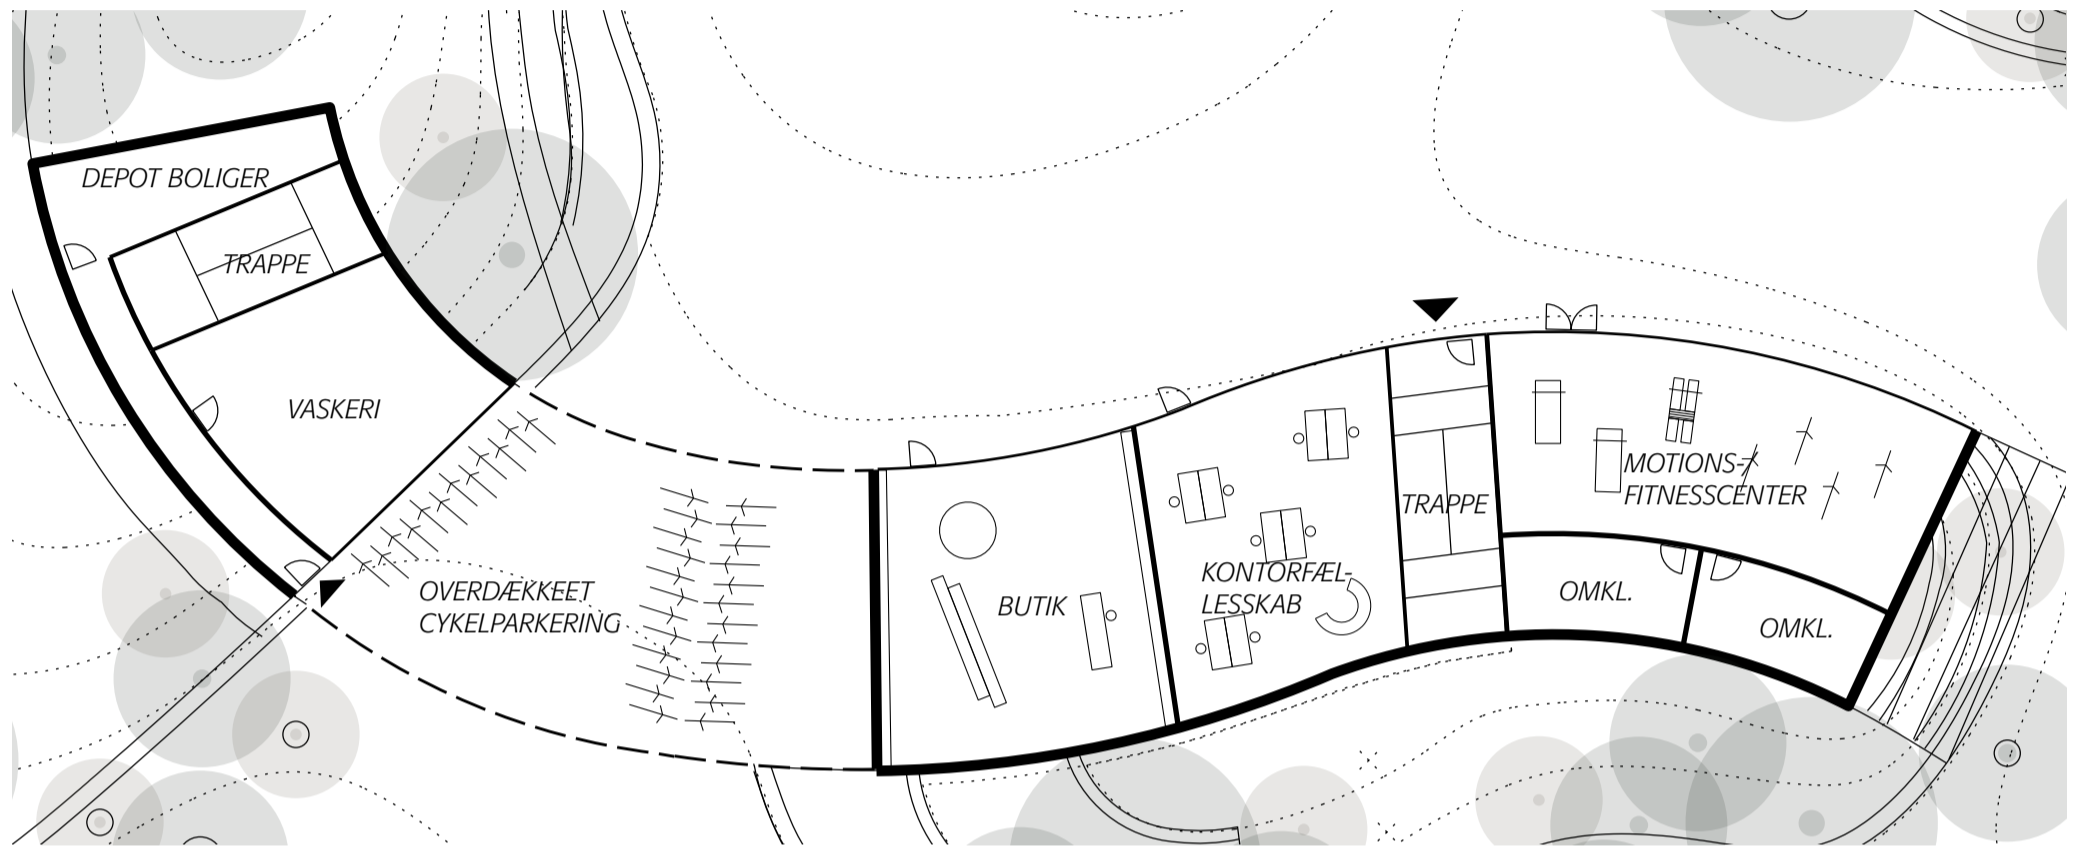 DEPOT BOLIGER
TRAPPE
VASKERI
OVERDÆKKEET
CYKELPARKERING
BUTIK
KONTORFÆL-
LESSKAB
TRAPPE
MOTIONS-
FITNESSCENTER
OMKL.
OMKL.